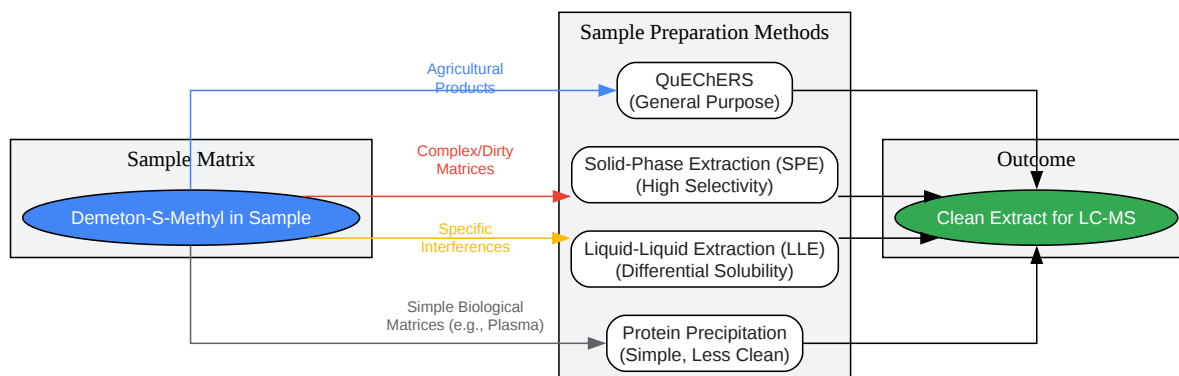 Sample Preparation Methods
Agricultural
Products
QuEChERS
(General Purpose)
Sample Matrix
Complex/Dirty
Matrices
Solid-Phase Extraction (SPE)
(High Selectivity)
Outcome
Demeton-S-Methyl in Sample
Clean Extract for LC-MS
Specific
Interferences
Liquid-Liquid Extraction (LLE)
(Differential Solubility)
Simple Biological
Matrices (e.g., Plasma)
Protein Precipitation
(Simple, Less Clean)